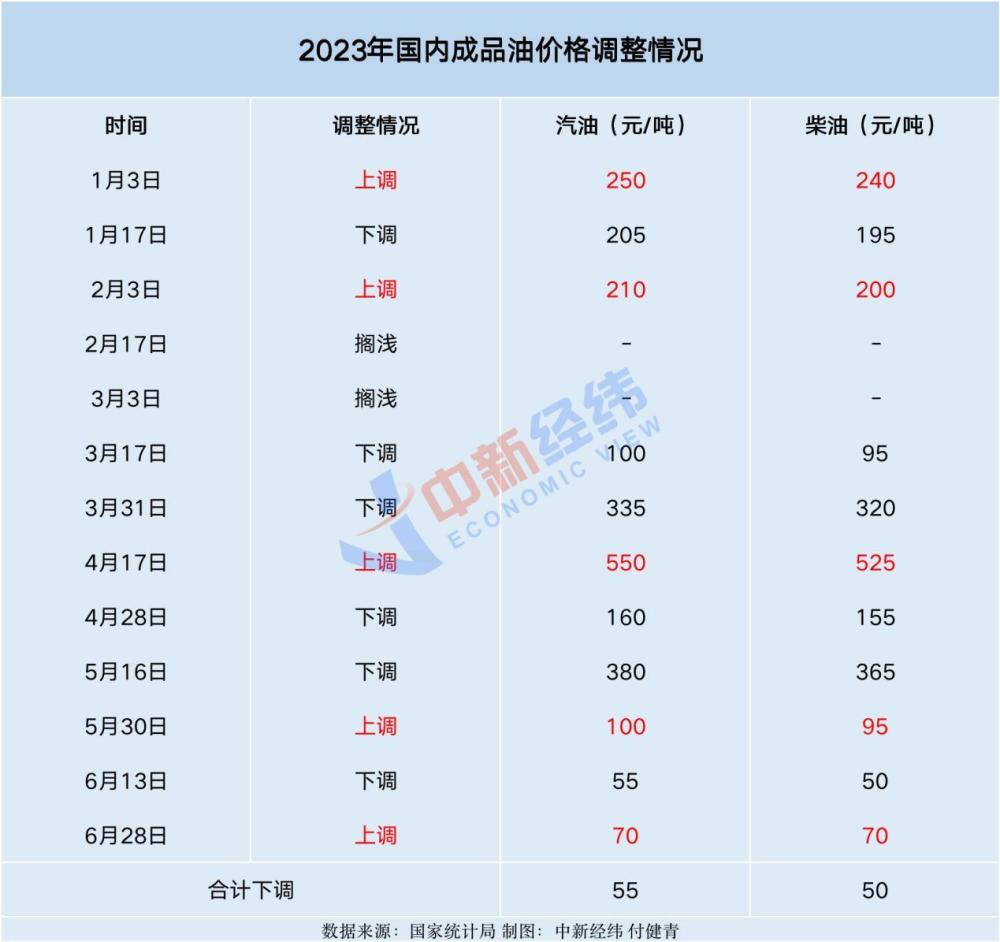 2023年国内成品油价格调整情况
时间 调整情况 汽油（元/吨） 柴油（元/吨）
1月3日 上调 250 240
1月17日 下调 205 195
2月3日 上调 210 200
2月17日 搁浅 – –
3月3日 搁浅 – –
3月17日 下调 100 95
3月31日 下调 335 320
4月17日 上调 550 525
4月28日 下调 160 155
5月16日 下调 380 365
5月30日 上调 100 95
6月13日 下调 55 50
6月28日 上调 70 70
合计下调 55 50
数据来源：国家统计局 制图：中新经纬 付健青
中新经纬
ECONOMIC VIEW